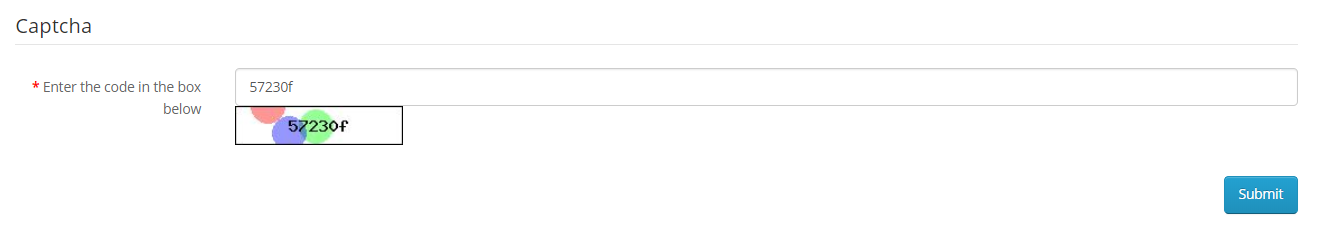 Captcha
* Enter the code in the box
below
57230f
57230f
Submit